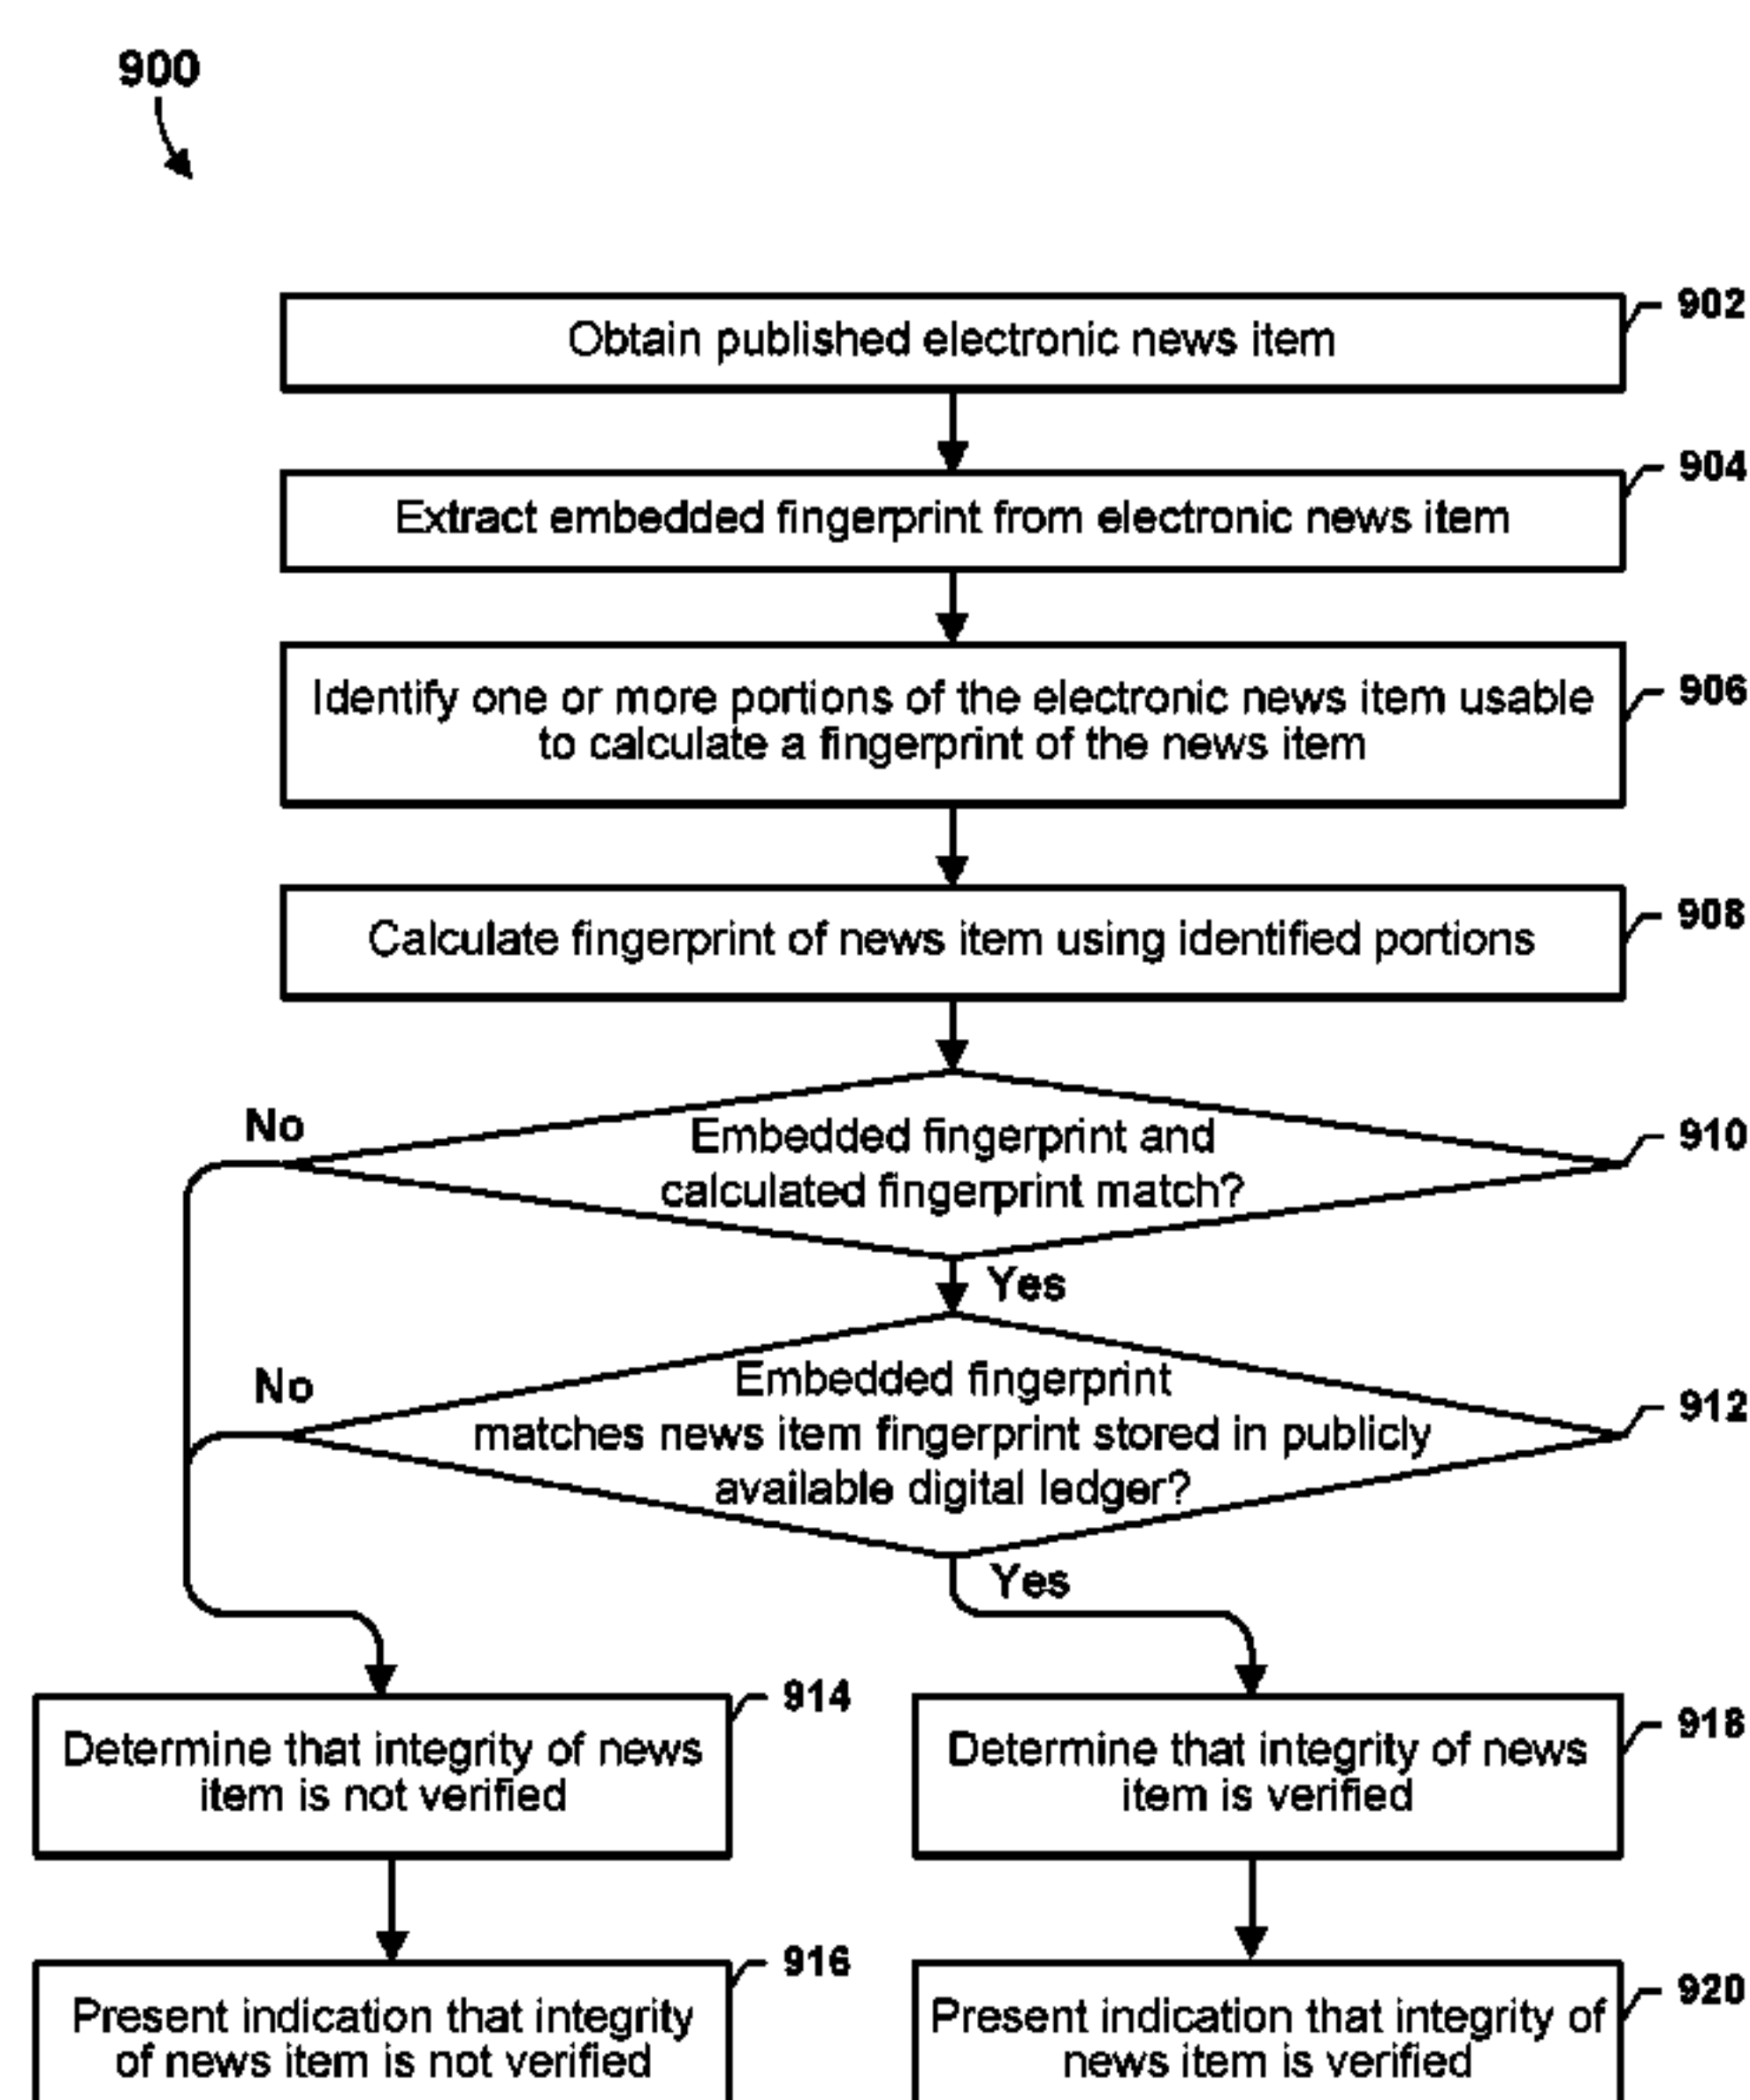 900
Obtain published electronic news item
902
Extract embedded fingerprint from electronic news item
904
Identify one or more portions of the electronic news item usable
to calculate a fingerprint of the news item
906
Calculate fingerprint of news item using identified portions
908
No
Embedded fingerprint and
calculated fingerprint match?
910
Yes
No
Embedded fingerprint
matches news item fingerprint stored in publicly
available digital ledger?
912
Yes
914
Determine that integrity of news
item is not verified
918
Determine that integrity of news
item is verified
916
Present indication that integrity
of news item is not verified
920
Present indication that integrity of
news item is verified